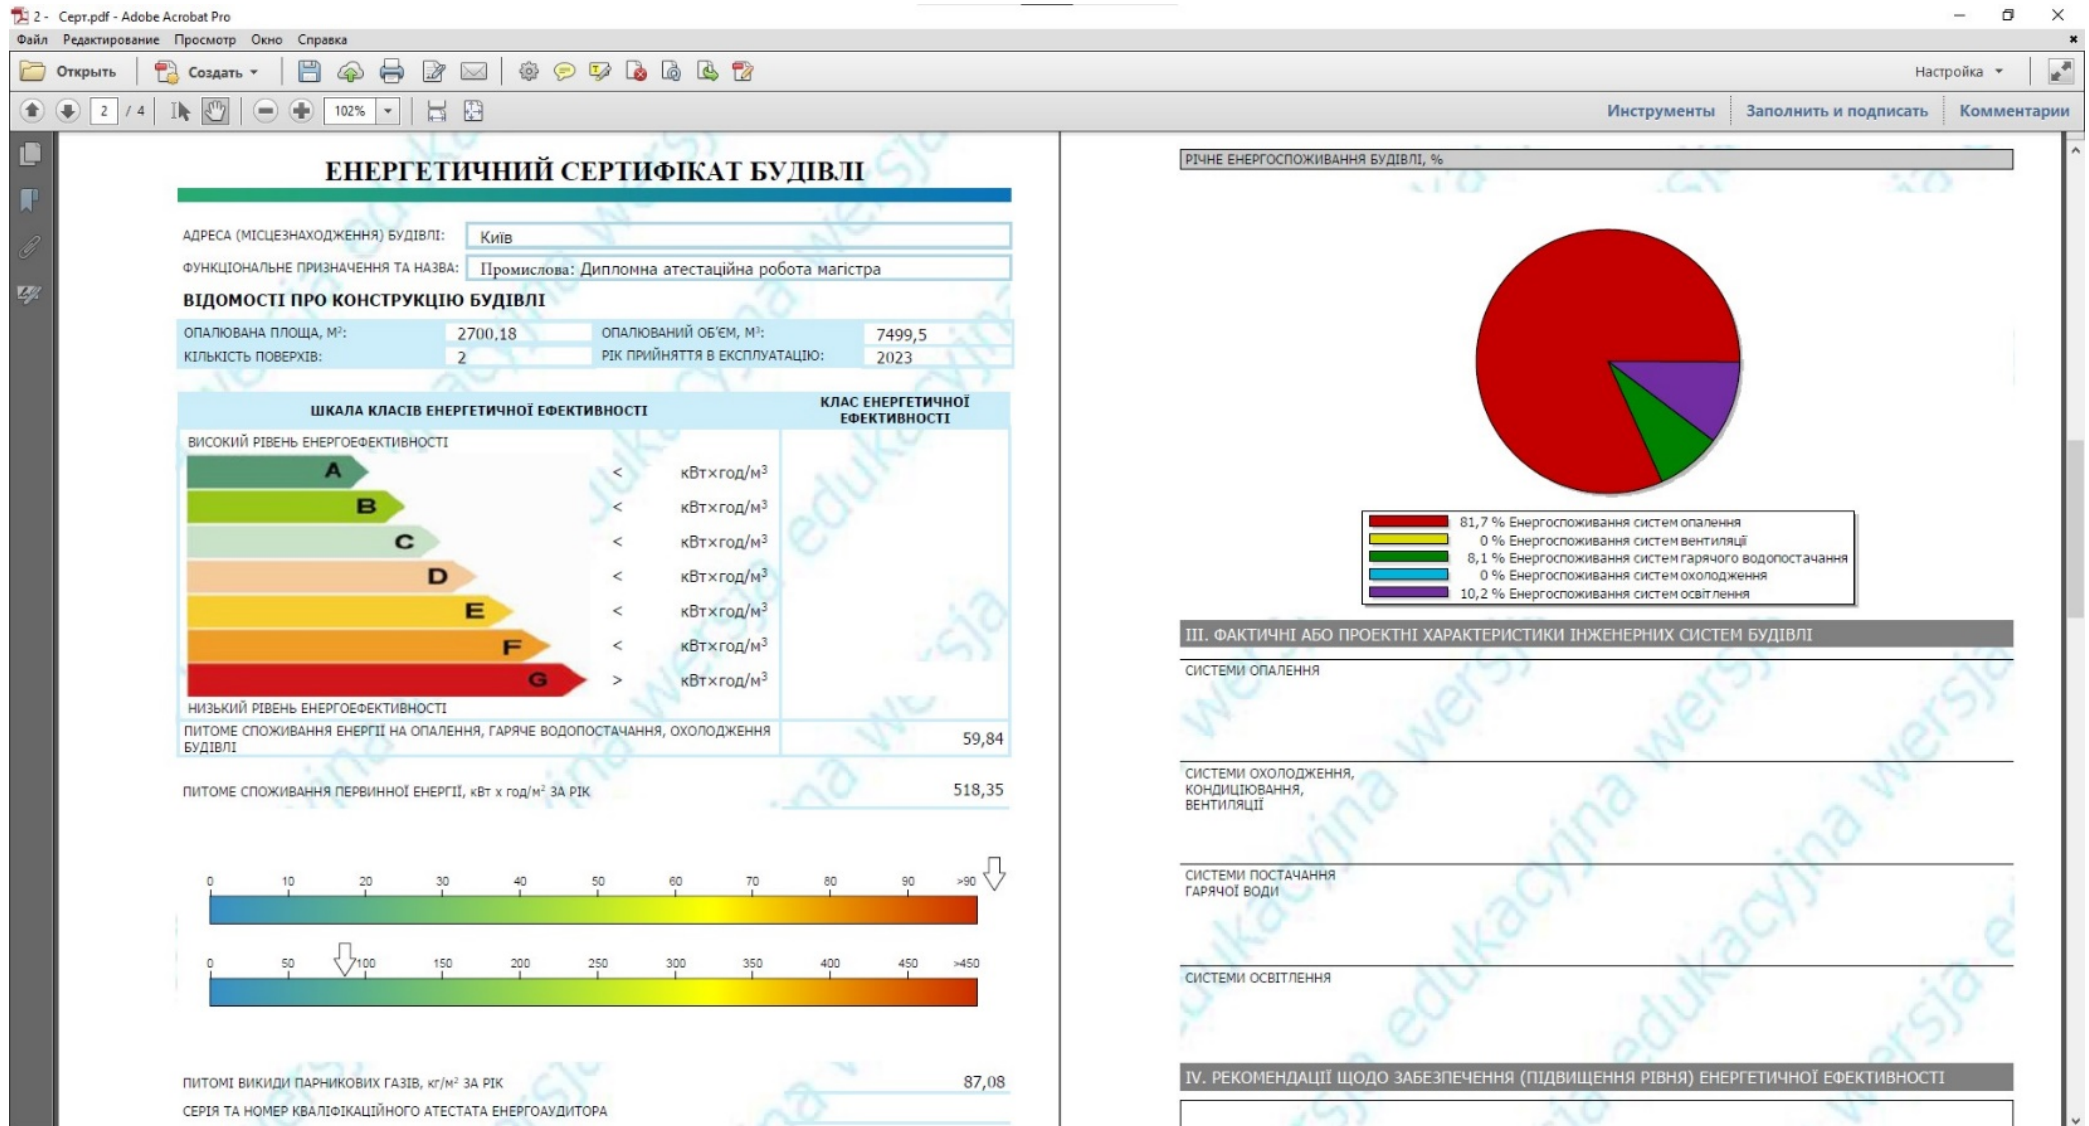 2 - Серт.pdf - Adobe Acrobat Pro
Файл Редактирование Просмотр Окно Справка
Открыть Создать Настройка
2 / 4 102% Инструменты Заполнить и подписать Комментарии
ЕНЕРГЕТИЧНИЙ СЕРТИФІКАТ БУДІВЛІ
АДРЕСА (МІСЦЕЗНАХОДЖЕННЯ) БУДІВЛІ: Київ
ФУНКЦІОНАЛЬНЕ ПРИЗНАЧЕННЯ ТА НАЗВА: Промислова: Дипломна атестаційна робота магістра
ВІДОМОСТІ ПРО КОНСТРУКЦІЮ БУДІВЛІ
ОПАЛЮВАНА ПЛОЩА, М²: 2700,18 ОПАЛЮВАНИЙ ОБ'ЄМ, М³: 7499,5
КІЛЬКІСТЬ ПОВЕРХІВ: 2 РІК ПРИЙНЯТТЯ В ЕКСПЛУАТАЦІЮ: 2023
ШКАЛА КЛАСІВ ЕНЕРГЕТИЧНОЇ ЕФЕКТИВНОСТІ
КЛАС ЕНЕРГЕТИЧНОЇ
ЕФЕКТИВНОСТІ
ВИСОКИЙ РІВЕНЬ ЕНЕРГОЕФЕКТИВНОСТІ
A < кВт×год/м³
B < кВт×год/м³
C < кВт×год/м³
D < кВт×год/м³
E < кВт×год/м³
F < кВт×год/м³
G > кВт×год/м³
НИЗЬКИЙ РІВЕНЬ ЕНЕРГОЕФЕКТИВНОСТІ
ПИТОМЕ СПОЖИВАННЯ ЕНЕРГІЇ НА ОПАЛЕННЯ, ГАРЯЧЕ ВОДОПОСТАЧАННЯ, ОХОЛОДЖЕННЯ
БУДІВЛІ
59,84
ПИТОМЕ СПОЖИВАННЯ ПЕРВИННОЇ ЕНЕРГІЇ, кВт х год/м² ЗА РІК 518,35
0 10 20 30 40 50 60 70 80 90 >90
0 50 100 150 200 250 300 350 400 450 >450
ПИТОМІ ВИКИДИ ПАРНИКОВИХ ГАЗІВ, кг/м² ЗА РІК 87,08
СЕРІЯ ТА НОМЕР КВАЛІФІКАЦІЙНОГО АТЕСТАТА ЕНЕРГОАУДИТОРА
РІЧНЕ ЕНЕРГОСПОЖИВАННЯ БУДІВЛІ, %
81,7 % Енергоспоживання систем опалення
0 % Енергоспоживання систем вентиляції
8,1 % Енергоспоживання систем гарячого водопостачання
0 % Енергоспоживання систем охолодження
10,2 % Енергоспоживання систем освітлення
III. ФАКТИЧНІ АБО ПРОЕКТНІ ХАРАКТЕРИСТИКИ ІНЖЕНЕРНИХ СИСТЕМ БУДІВЛІ
СИСТЕМИ ОПАЛЕННЯ
СИСТЕМИ ОХОЛОДЖЕННЯ,
КОНДИЦІЮВАННЯ,
ВЕНТИЛЯЦІЇ
СИСТЕМИ ПОСТАЧАННЯ
ГАРЯЧОЇ ВОДИ
СИСТЕМИ ОСВІТЛЕННЯ
IV. РЕКОМЕНДАЦІЇ ЩОДО ЗАБЕЗПЕЧЕННЯ (ПІДВИЩЕННЯ РІВНЯ) ЕНЕРГЕТИЧНОЇ ЕФЕКТИВНОСТІ
wersja edukacyjna